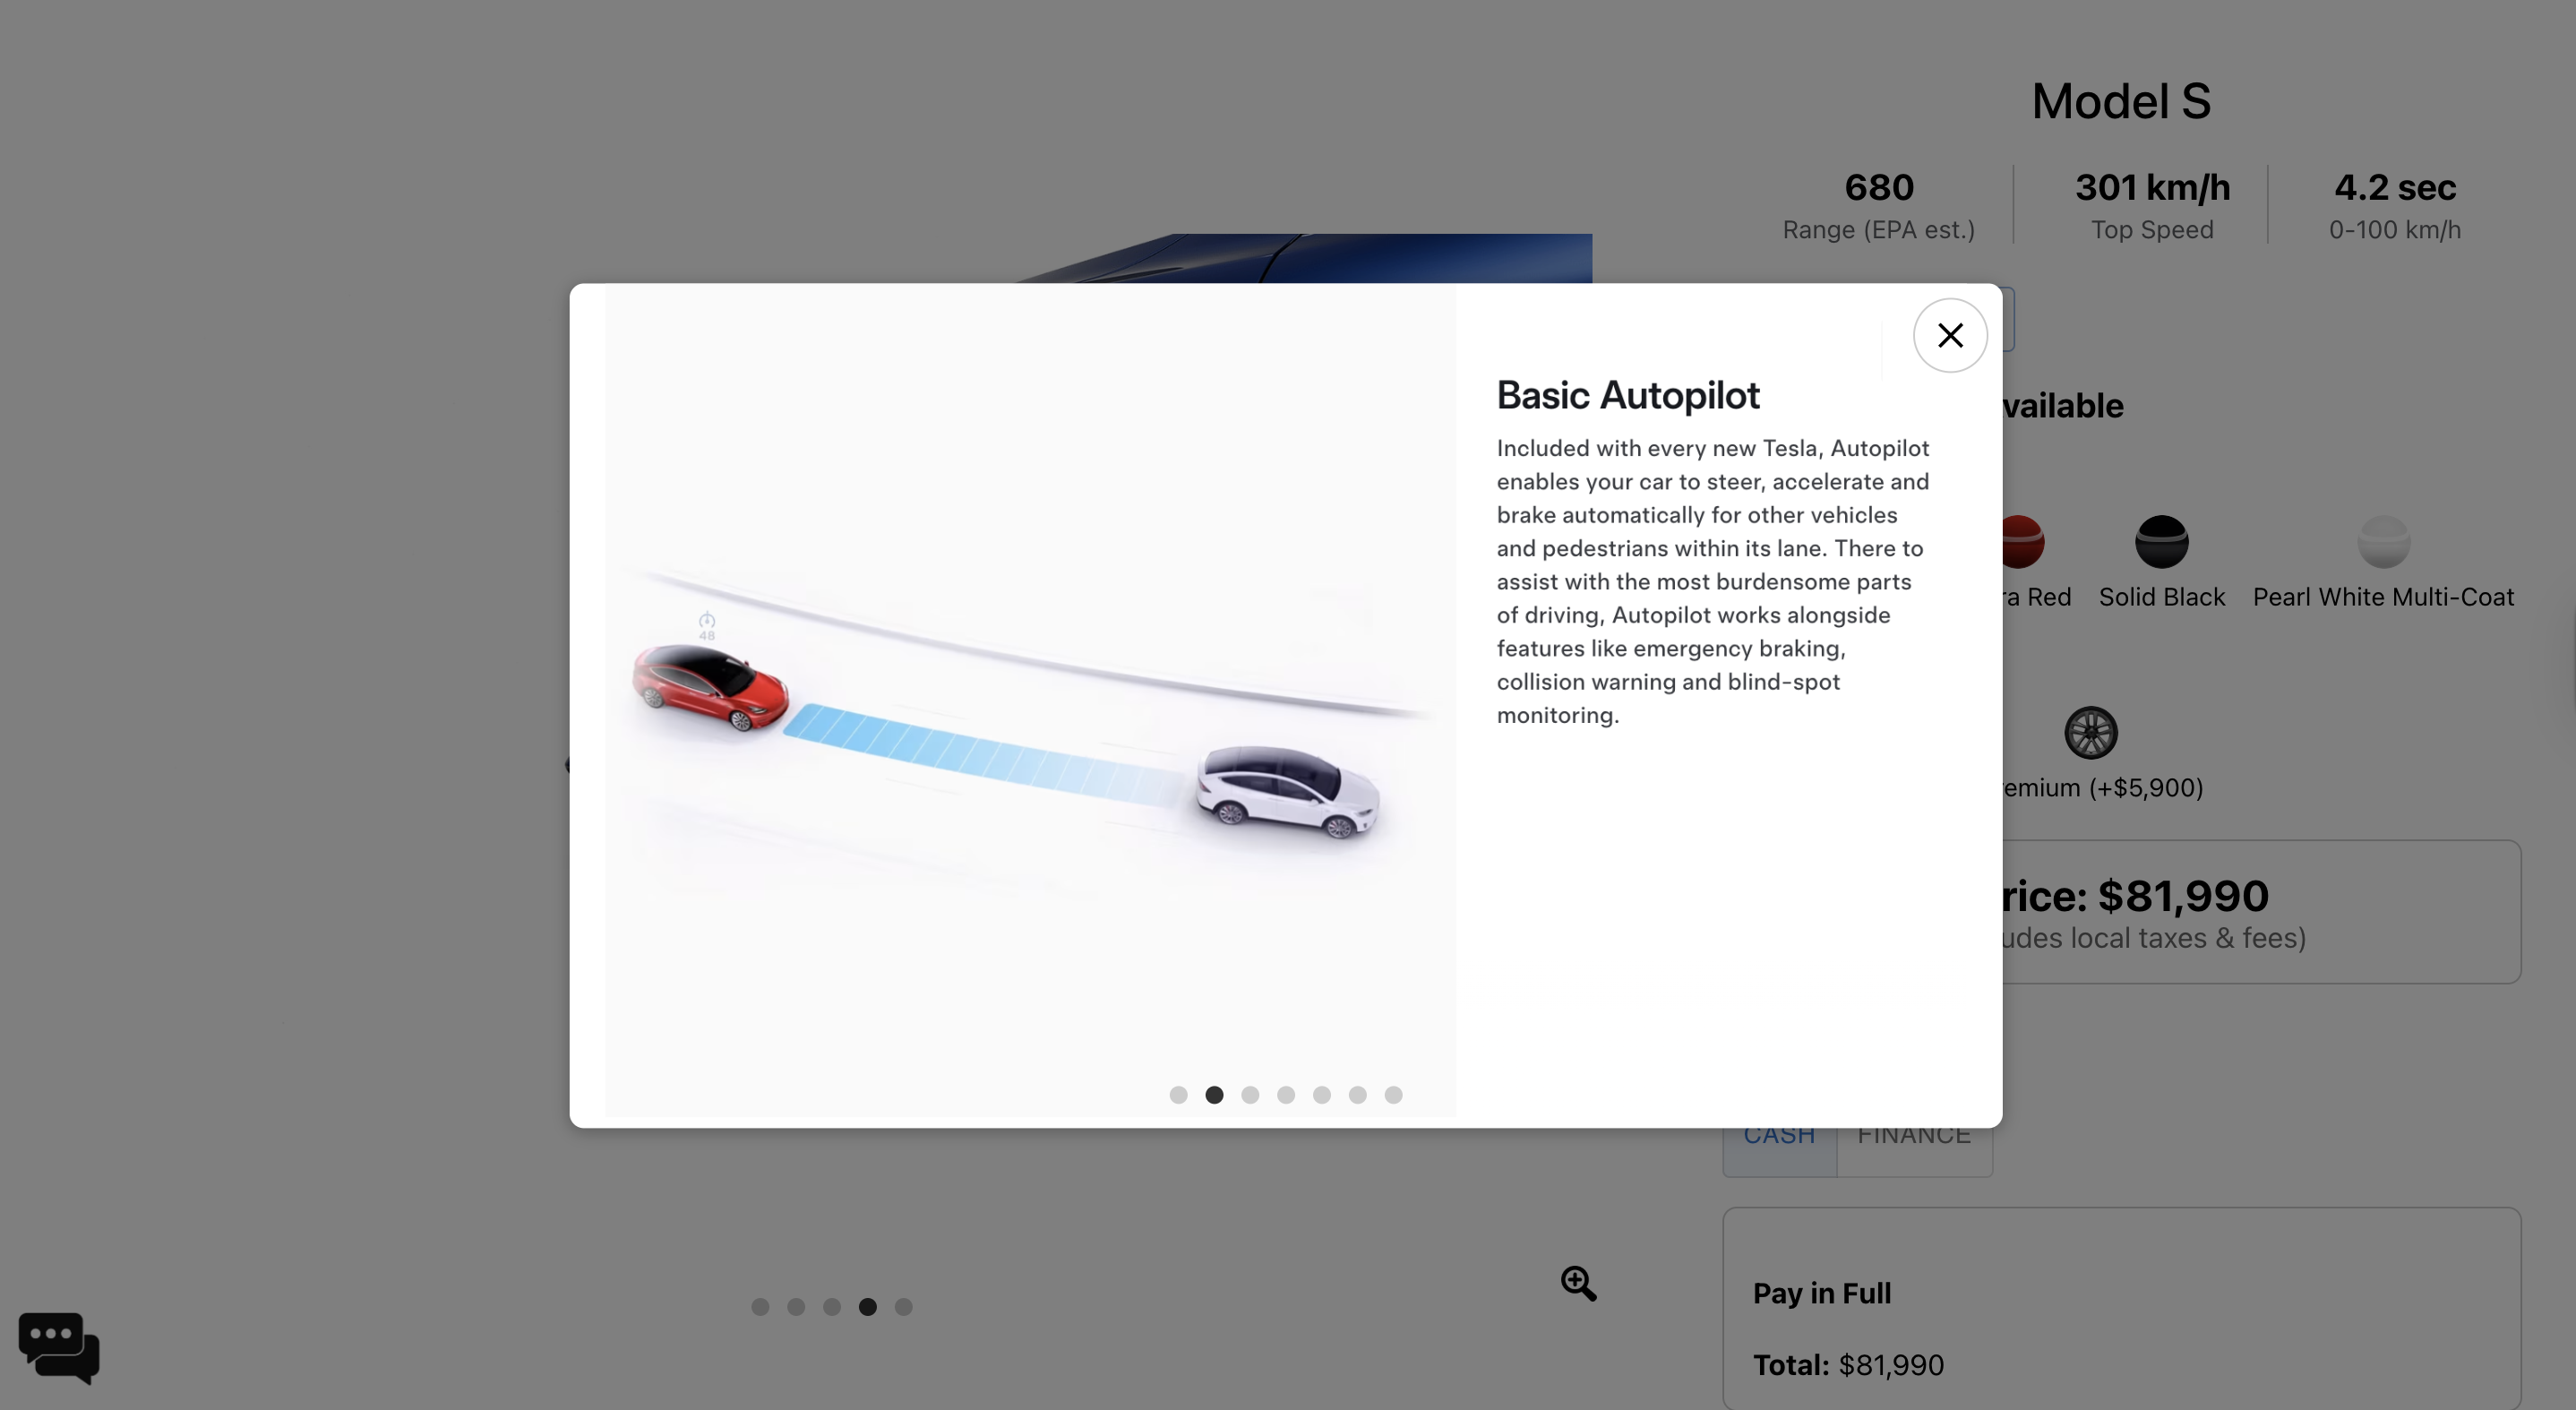 Model S
680
Range (EPA est.)
301 km/h
Top Speed
4.2 sec
0-100 km/h
Basic Autopilot
Included with every new Tesla, Autopilot
enables your car to steer, accelerate and
brake automatically for other vehicles
and pedestrians within its lane. There to
assist with the most burdensome parts
of driving, Autopilot works alongside
features like emergency braking,
collision warning and blind-spot
monitoring.
48
Red
Solid Black
Pearl White Multi-Coat
(+$5,900)
$81,990
local taxes & fees)
CASH
FINANCE
Pay in Full
Total: $81,990